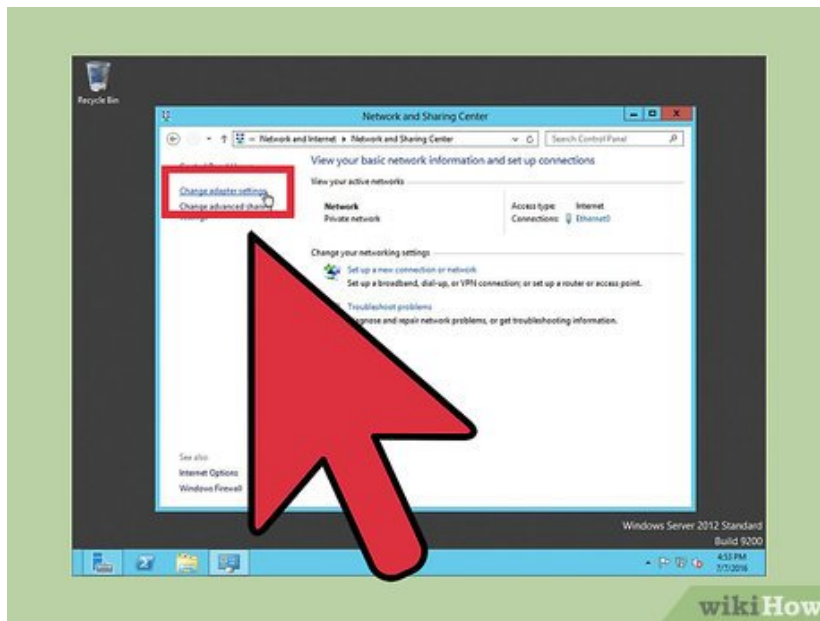 Recycle Bin
Network and Sharing Center
Network and Internet ▸ Network and Sharing Center
Search Control Panel
View your basic network information and set up connections
View your active networks
Change adapter settings
Change advanced sharing
Network
Private network
Access type: Internet
Connections: Ethernet0
Change your networking settings
Set up a new connection or network
Set up a broadband, dial-up, or VPN connection; or set up a router or access point.
Troubleshoot problems
and repair network problems, or get troubleshooting information.
See also
Internet Options
Windows Firewall
Windows Server 2012 Standard
Build 9200
4:53 PM
7/7/2016
wikiHow